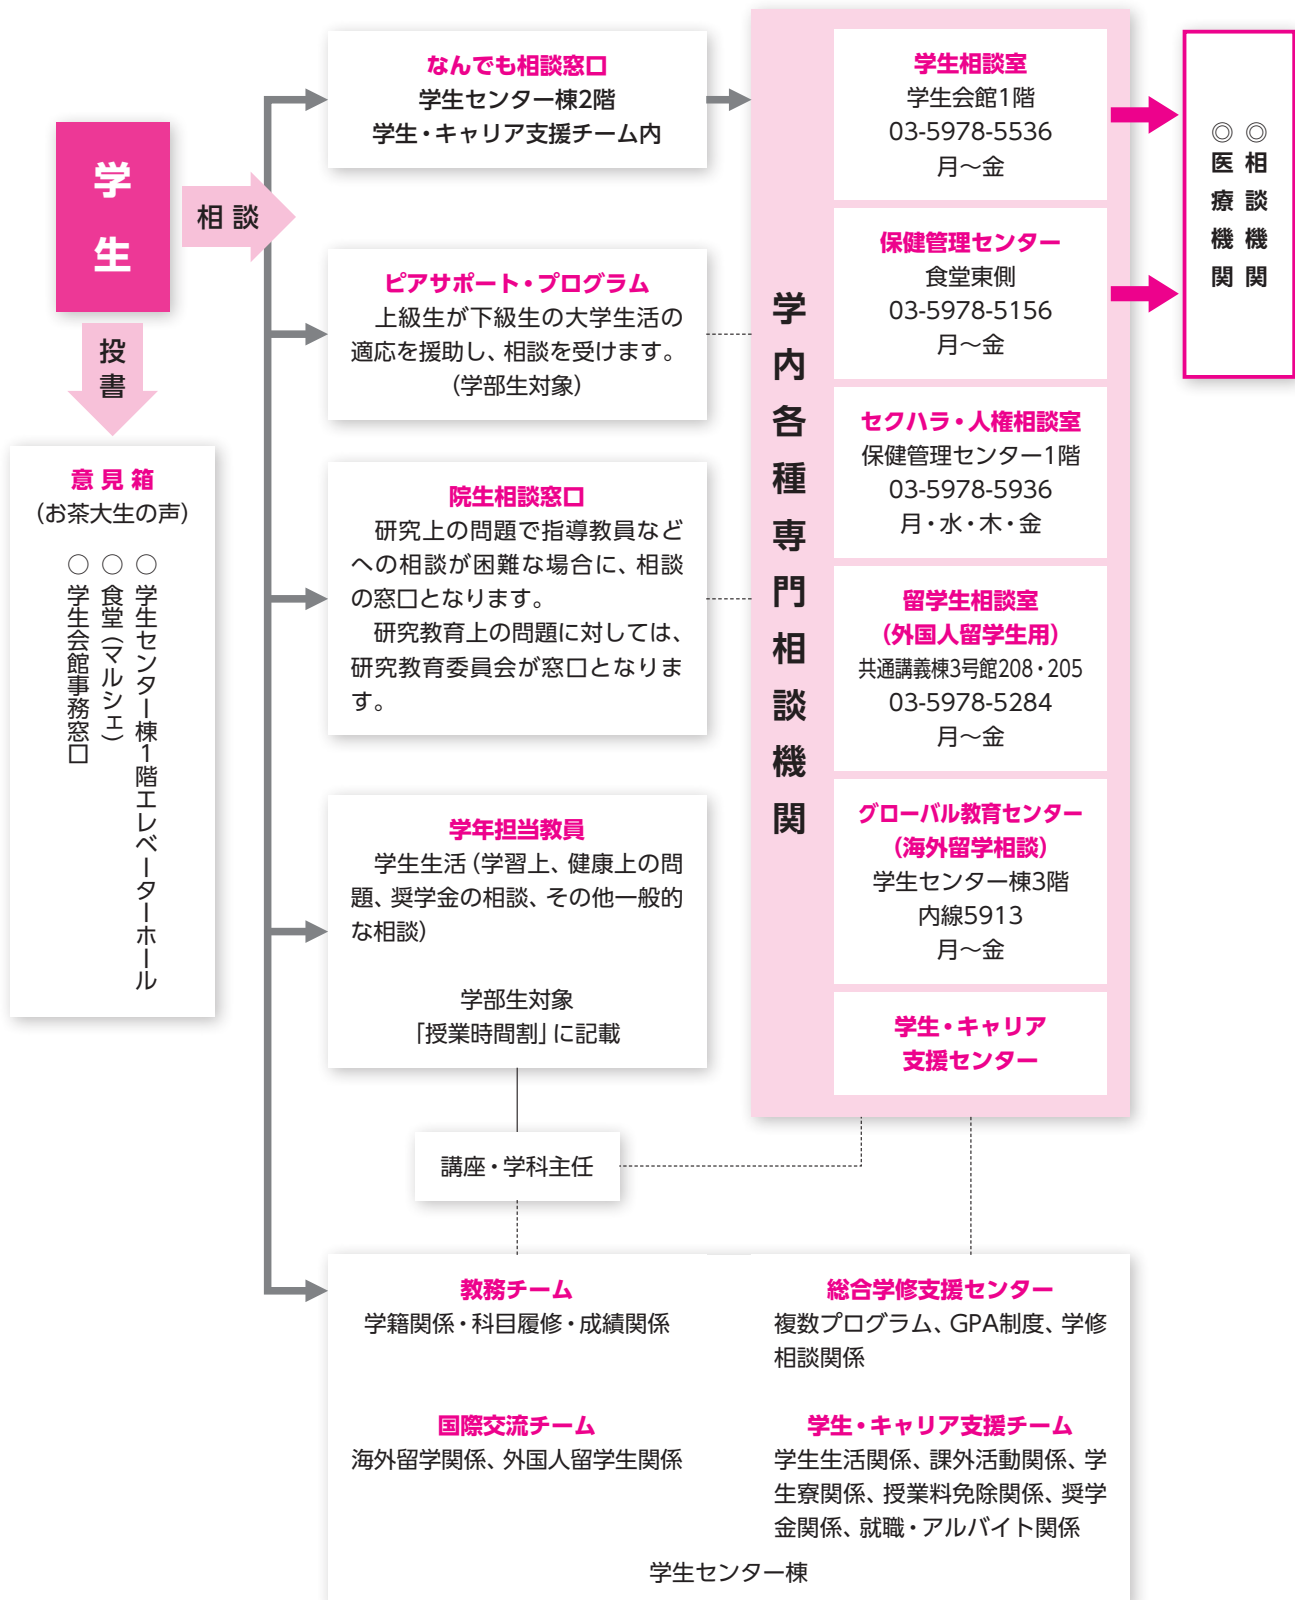 学生
相談
投書
意見箱
（お茶大生の声）
○学生センター棟1階エレベーターホール
○食堂（マルシェ）
○学生会館事務窓口
なんでも相談窓口
学生センター棟2階
学生・キャリア支援チーム内
ピアサポート・プログラム
上級生が下級生の大学生活の
適応を援助し、相談を受けます。
（学部生対象）
院生相談窓口
研究上の問題で指導教員など
への相談が困難な場合に、相談
の窓口となります。
研究教育上の問題に対しては、
研究教育委員会が窓口となりま
す。
学年担当教員
学生生活（学習上、健康上の問
題、奨学金の相談、その他一般的
な相談）
学部生対象
「授業時間割」に記載
講座・学科主任
学内各種専門相談機関
学生相談室
学生会館1階
03-5978-5536
月～金
保健管理センター
食堂東側
03-5978-5156
月～金
セクハラ・人権相談室
保健管理センター1階
03-5978-5936
月・水・木・金
留学生相談室
（外国人留学生用）
共通講義棟3号館208・205
03-5978-5284
月～金
グローバル教育センター
（海外留学相談）
学生センター棟3階
内線5913
月～金
学生・キャリア
支援センター
◎相談機関
◎医療機関
教務チーム
学籍関係・科目履修・成績関係
総合学修支援センター
複数プログラム、GPA制度、学修
相談関係
国際交流チーム
海外留学関係、外国人留学生関係
学生・キャリア支援チーム
学生生活関係、課外活動関係、学
生寮関係、授業料免除関係、奨学
金関係、就職・アルバイト関係
学生センター棟